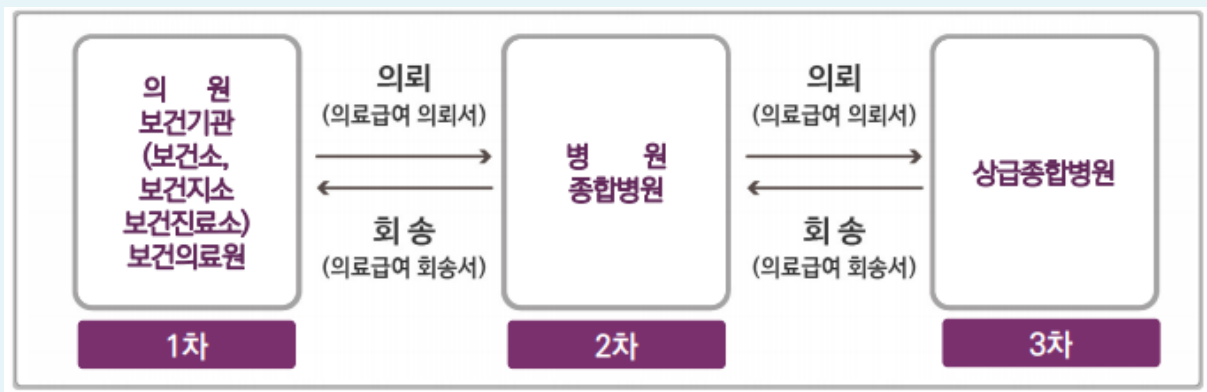 의 원
보건기관
(보건소,
보건지소
보건진료소)
보건의료원
1차
의뢰
(의료급여 의뢰서)
회 송
(의료급여 회송서)
병 원
종합병원
2차
의뢰
(의료급여 의뢰서)
회 송
(의료급여 회송서)
상급종합병원
3차